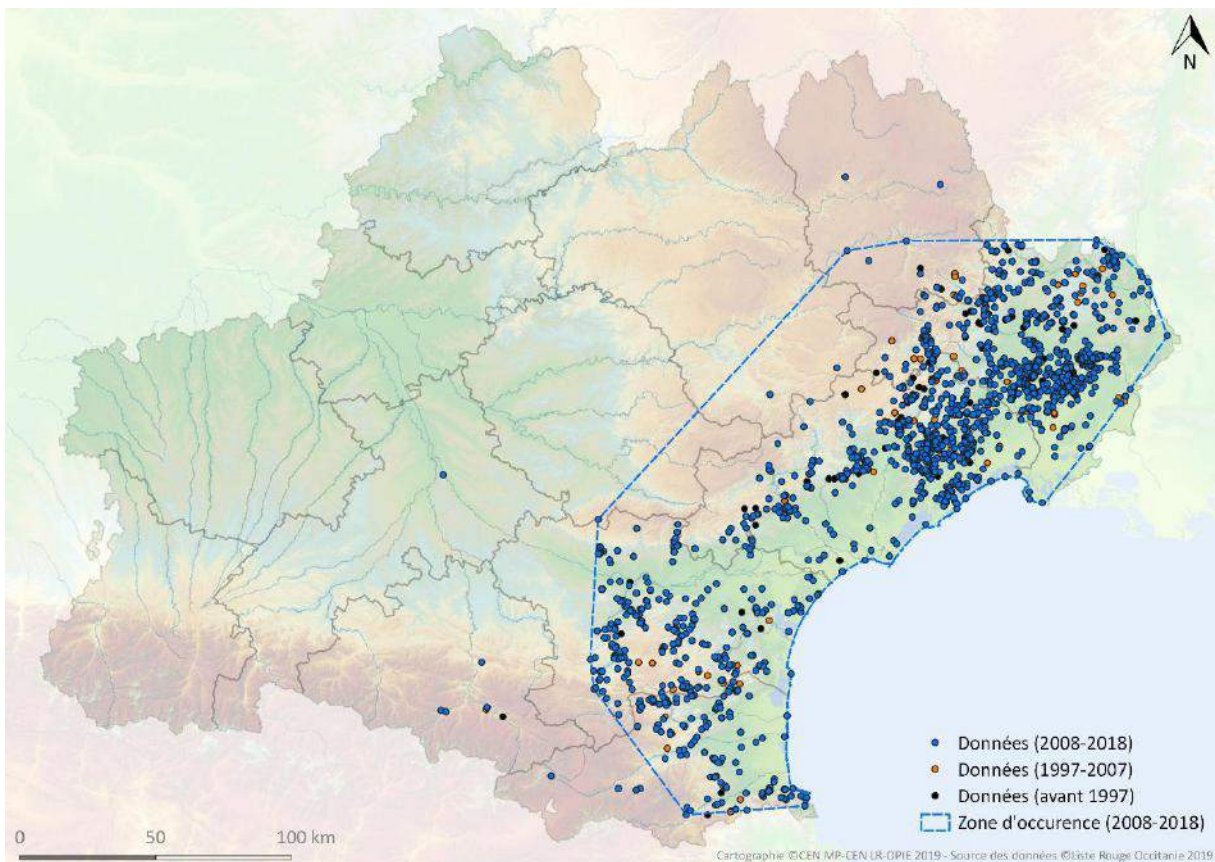 N
Données (2008-2018)
Données (1997-2007)
Données (avant 1997)
Zone d'occurence (2008-2018)
0 50 100 km
Cartographie ©CEN MP-CEN LR-OPIE 2019 - Source des données ©Liste Rouge Occitanie 2019